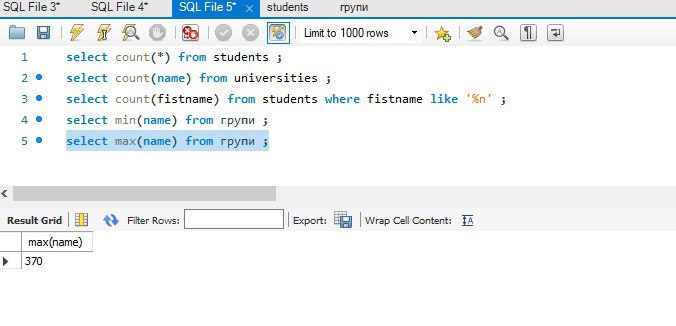 SQL File 3* SQL File 4* SQL File 5* × students групи
Limit to 1000 rows
1 select count(*) from students ;
2 select count(name) from universities ;
3 select count(fistname) from students where fistname like '%n' ;
4 select min(name) from групи ;
5 select max(name) from групи ;
Result Grid Filter Rows: Export: Wrap Cell Content:
max(name)
370